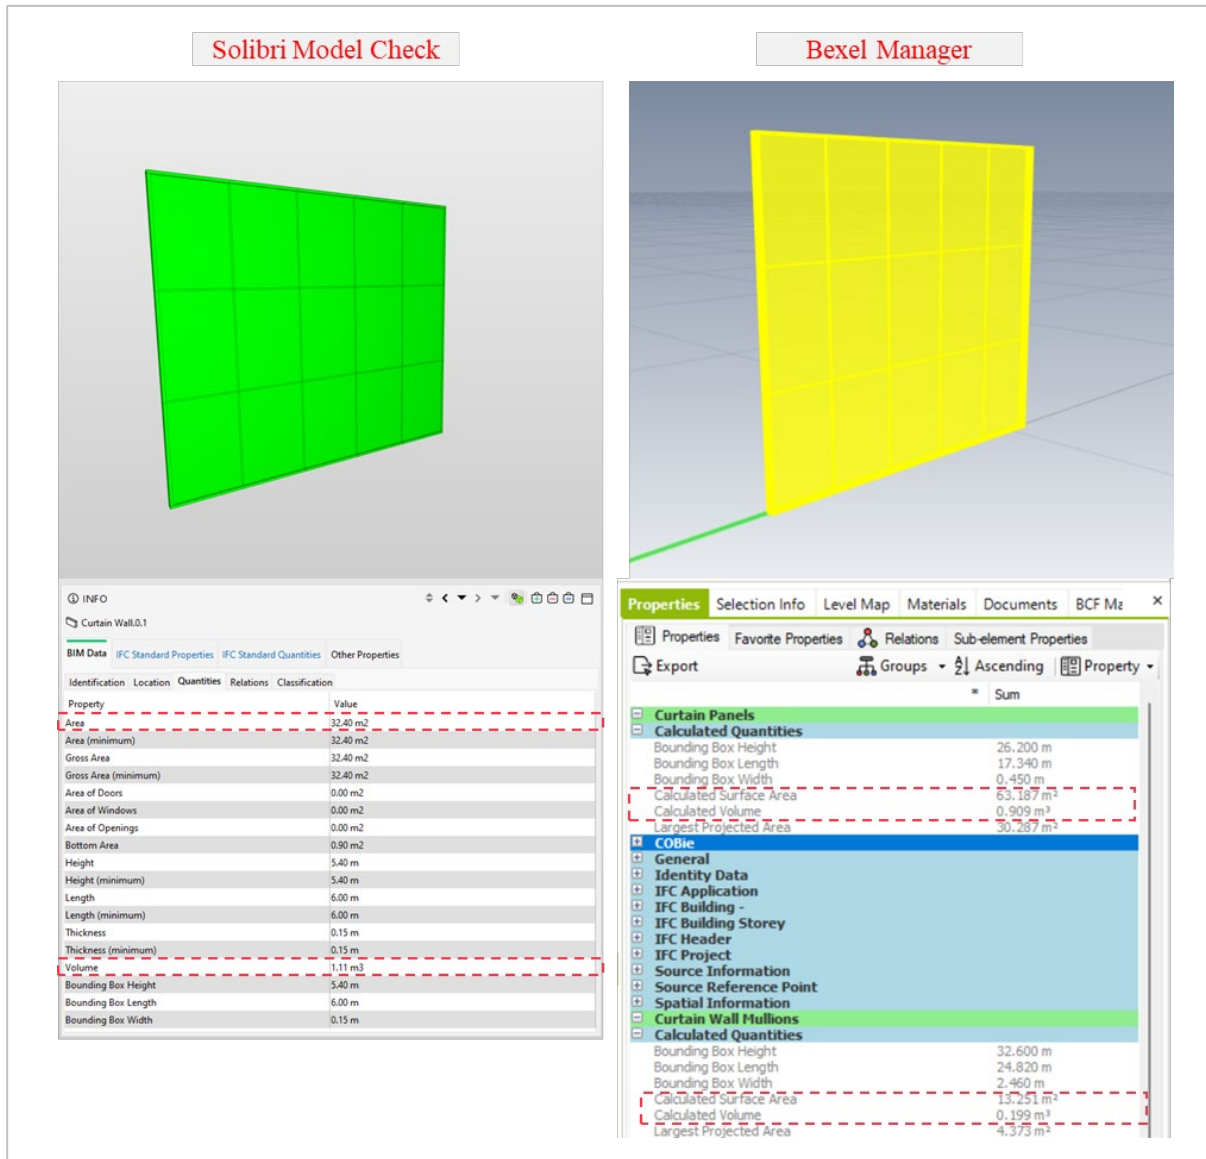 Solibri Model Check
Bexel Manager
INFO
Curtain Wall.0.1
BIM Data IFC Standard Properties IFC Standard Quantities Other Properties
Identification Location Quantities Relations Classification
Property Value
Area 32.40 m2
Area (minimum) 32.40 m2
Gross Area 32.40 m2
Gross Area (minimum) 32.40 m2
Area of Doors 0.00 m2
Area of Windows 0.00 m2
Area of Openings 0.00 m2
Bottom Area 0.90 m2
Height 5.40 m
Height (minimum) 5.40 m
Length 6.00 m
Length (minimum) 6.00 m
Thickness 0.15 m
Thickness (minimum) 0.15 m
Volume 1.11 m3
Bounding Box Height 5.40 m
Bounding Box Length 6.00 m
Bounding Box Width 0.15 m
Properties Selection Info Level Map Materials Documents BCF Ma
Properties Favorite Properties Relations Sub-element Properties
Export Groups Ascending Property
* Sum
Curtain Panels
Calculated Quantities
Bounding Box Height 26.200 m
Bounding Box Length 17.340 m
Bounding Box Width 0.450 m
Calculated Surface Area 63.187 m²
Calculated Volume 0.909 m³
Largest Projected Area 30.287 m²
COBie
General
Identity Data
IFC Application
IFC Building -
IFC Building Storey
IFC Header
IFC Project
Source Information
Source Reference Point
Spatial Information
Curtain Wall Mullions
Calculated Quantities
Bounding Box Height 32.600 m
Bounding Box Length 24.820 m
Bounding Box Width 2.460 m
Calculated Surface Area 13.251 m²
Calculated Volume 0.199 m³
Largest Projected Area 4.373 m²